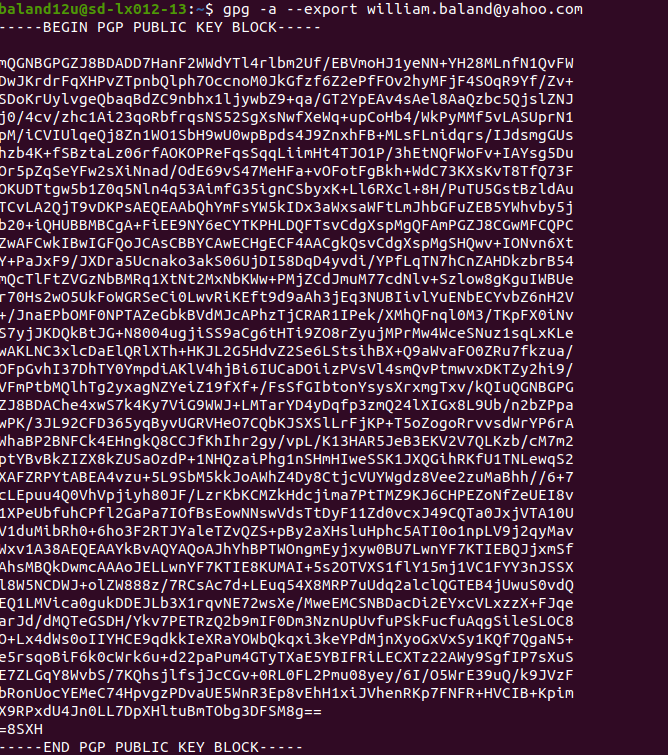 baland12u@sd-lx012-13:~$ gpg -a --export william.baland@yahoo.com
-----BEGIN PGP PUBLIC KEY BLOCK-----
mQGNBGPGZJ8BDADD7HanF2WWdYTl4rlbm2Uf/EBVmoHJ1yeNN+YH28MLnfN1QvFW
DwJKrdrFqXHPvZTpnbQlph7OccnoM0JkGfzf6Z2ePfFOv2hyMFjF4SOqR9Yf/Zv+
SDoKrUylvgeQbaqBdZC9nbhx1ljywbZ9+qa/GT2YpEAv4sAel8AaQzbc5QjslZNJ
j0/4cv/zhc1Ai23qoRbfrqsNS52SgXsNwfXeWq+upCoHb4/WkPyMMf5vLASUprN1
pM/iCVIUlqeQj8Zn1WO1SbH9wU0wpBpds4J9ZnxhFB+MLsFLnidqrs/IJdsmgGUs
hzb4K+fSBztaLz06rfAOKOPReFqsSqqLiimHt4TJO1P/3hEtNQFWoFv+IAYsg5Du
Or5pZqSeYFw2sXiNnad/OdE69vS47MeHFa+vOFotFgBkh+WdC73KXsKvT8TfQ73F
OKUDTtgw5b1Z0q5Nln4q53AimfG35ignCSbyxK+Ll6RXcl+8H/PuTU5GstBzldAu
TCvLA2QjT9vDKPsAEQEAAbQhYmFsYW5kIDx3aWxsaWFtLmJhbGFuZEB5YWhvby5j
b20+iQHUBBMBCgA+FiEE9NY6eCYTKPHLDQFTsvCdgXspMgQFAmPGZJ8CGwMFCQPC
ZwAFCwkIBwIGFQoJCAsCBBYCAwECHgECF4AACgkQsvCdgXspMgSHQwv+IONvn6Xt
Y+PaJxF9/JXDra5Ucnako3akS06UjDI58DqD4yvdi/YPfLqTN7hCnZAHDkzbrB54
mQcTlFtZVGzNbBMRq1XtNt2MxNbKWw+PMjZCdJmuM77cdNlv+Szlow8gKguIWBUe
r70Hs2wO5UkFoWGRSeCi0LwvRiKEft9d9aAh3jEq3NUBIivlYuENbECYvbZ6nH2V
+/JnaEPbOMF0NPTAZeGbkBVdMJcAPhzTjCRAR1IPek/XMhQFnql0M3/TKpFX0iNv
S7yjJKDQkBtJG+N8004ugjiSS9aCg6tHTi9ZO8rZyujMPrMw4WceSNuz1sqLxKLe
wAKLNC3xlcDaElQRlXTh+HKJL2G5HdvZ2Se6LStsihBX+Q9aWvaFO0ZRu7fkzua/
OFpGvhI37DhTY0YmpdiAKlV4hjBi6IUCaDOiizPVsVl4smQvPtmwvxDKTZy2hi9/
VFmPtbMQlhTg2yxagNZYeiZ19fXf+/FsSfGIbtonYsysXrxmgTxv/kQIuQGNBGPG
ZJ8BDAChe4xwS7k4Ky7ViG9WWJ+LMTarYD4yDqfp3zmQ24lXIGx8L9Ub/n2bZPpa
wPK/3JL92CFD365yqByvUGRVHeO7CQbKJSXSlLrFjKP+T5oZogoRrvvsdWrYP6rA
WhaBP2BNFCk4EHngkQ8CCJfKhIhr2gy/vpL/K13HAR5JeB3EKV2V7QLKzb/cM7m2
ptYBvBkZIZX8kZUSaOzdP+1NHQzaiPhg1nSHmHIweSSK1JXQGihRKfU1TNLewqS2
XAFZRPYtABEA4vzu+5L9SbM5kkJoAWhZ4Dy8CtjcVUYWgdz8Vee2zuMaBhh//6+7
cLEpuu4Q0VhVpjiyh80JF/LzrKbKCMZkHdcjima7PtTMZ9KJ6CHPEZoNfZeUEI8v
1XPeUbfuhCPfl2GaPa7IOfBsEowNNswVdsTtDyF11Zd0vcxJ49CQTa0JxjVTA10U
V1duMibRh0+6ho3F2RTJYaleTZvQZS+pBy2aXHsluHphc5ATI0o1npLV9j2qyMav
Wxv1A38AEQEAAYkBvAQYAQoAJhYhBPTWOngmEyjxyw0BU7LwnYF7KTIEBQJjxmSf
AhsMBQkDwmcAAAoJELLwnYF7KTIE8KUMAI+5s2OTVXS1flY15mj1VC1FYY3nJSSX
l8W5NCDWJ+olZW888z/7RCsAc7d+LEuq54X8MRP7uUdq2alclQGTEB4jUwuS0vdQ
EQ1LMVica0gukDDEJLb3X1rqvNE72wsXe/MweEMCSNBDacDi2EYxcVLxzzX+FJqe
arJd/dMQTeGSDH/Ykv7PETRzQ2b9mIF0Dm3NznUpUvfuPSkFucfuAqgSileSLOC8
O+Lx4dWs0oIIYHCE9qdkkIeXRaYOWbQkqxi3keYPdMjnXyoGxVxSy1KQf7QgaN5+
e5rsqoBiF6k0cWrk6u+d22paPum4GTyTXaE5YBIFRiLECXTz22AWy9SgfIP7sXuS
E7ZLGqY8WvbS/7KQhsjlfsjJcCGv+0RL0FL2Pmu08yey/6I/O5WrE39uQ/k9JVzF
bRonUocYEMeC74HpvgzPDvaUE5WnR3Ep8vEhH1xiJVhenRKp7FNFR+HVCIB+Kpim
X9RPxdU4Jn0LL7DpXHltuBmTObg3DFSM8g==
=8SXH
-----END PGP PUBLIC KEY BLOCK-----